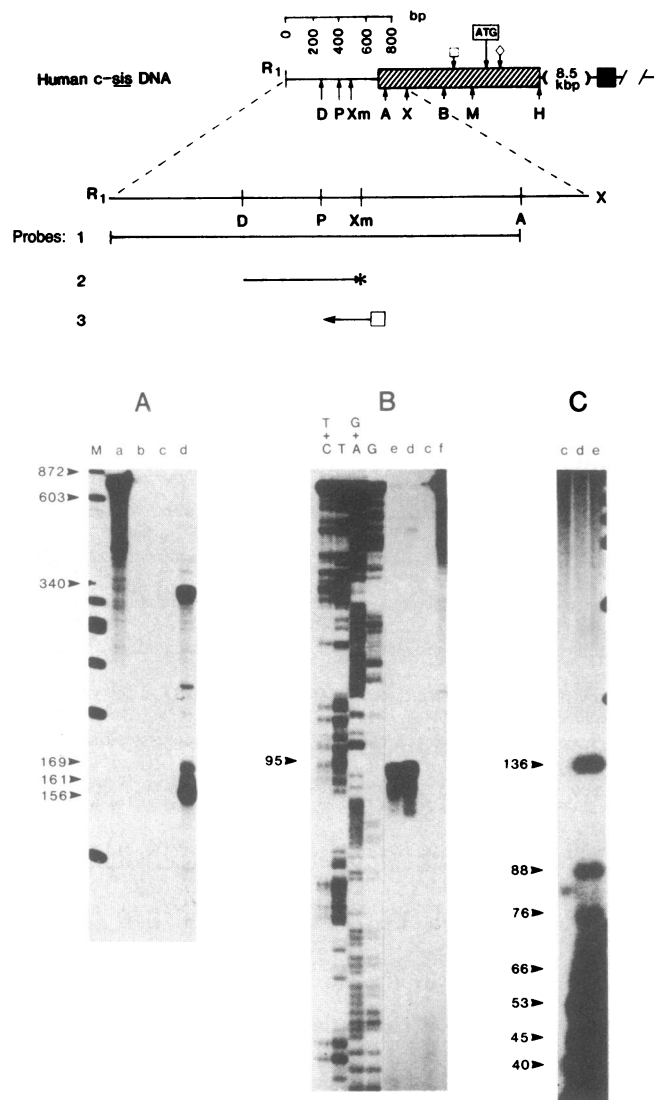 bp
0 200 400 600 800
ATG
Human c-sis DNA
R1
8.5 kbp
D P Xm A X B M H
R1 X
D P Xm A
Probes: 1
2
3
A B C
M a b c d
T+C T G+A G e d c f
c d e
872
603
340
169
161
156
95
136
88
76
66
53
45
40